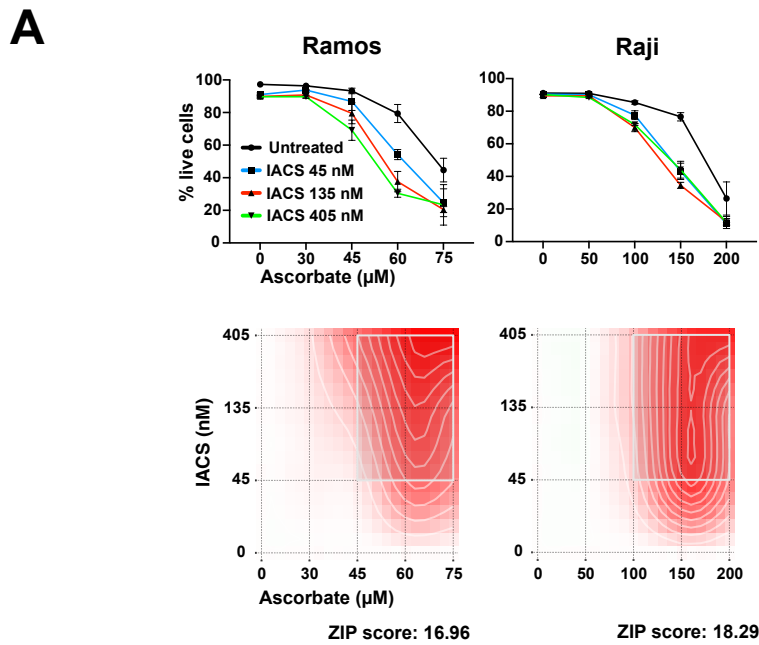 A
Ramos
Raji
% live cells
100
80
60
40
20
0
Untreated
IACS 45 nM
IACS 135 nM
IACS 405 nM
0 30 45 60 75
Ascorbate (µM)
100
80
60
40
20
0
0 50 100 150 200
IACS (nM)
405
135
45
0
0 30 45 60 75
Ascorbate (µM)
405
135
45
0
0 50 100 150 200
ZIP score: 16.96
ZIP score: 18.29